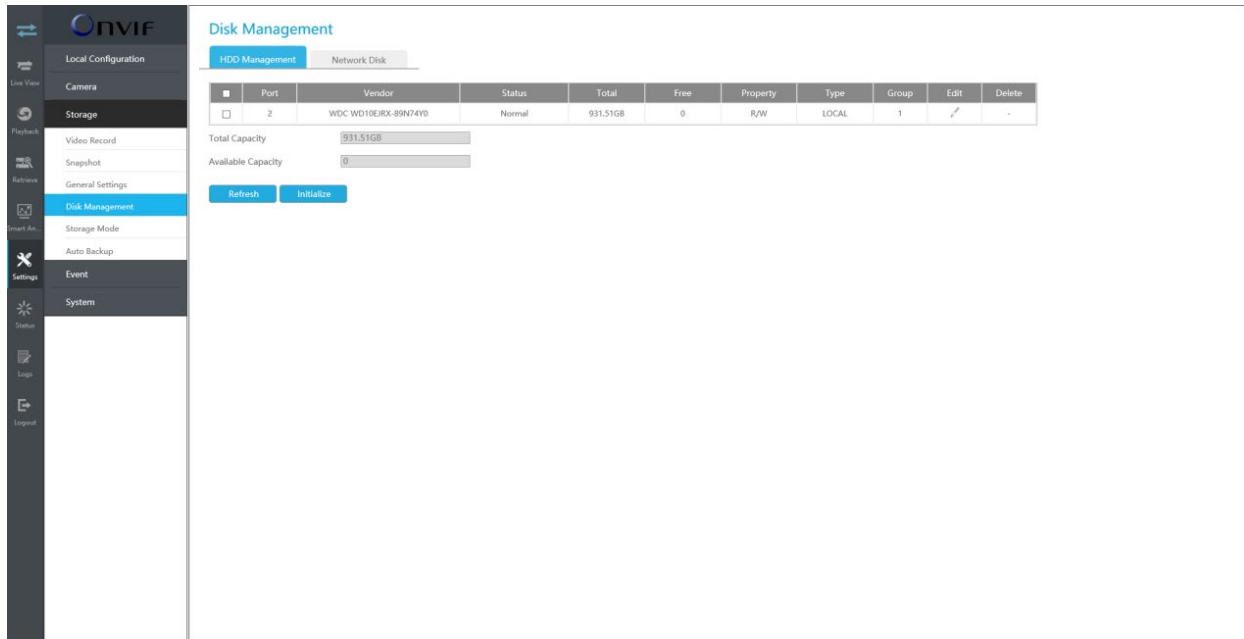 ONVIF
Live View
Playback
Retrieve
Smart An...
Settings
Status
Logs
Logout
Local Configuration
Camera
Storage
Video Record
Snapshot
General Settings
Disk Management
Storage Mode
Auto Backup
Event
System
Disk Management
HDD Management Network Disk
Port Vendor Status Total Free Property Type Group Edit Delete
2 WDC WD10EJRX-89N74Y0 Normal 931.51GB 0 R/W LOCAL 1 -
Total Capacity 931.51GB
Available Capacity 0
Refresh Initialize